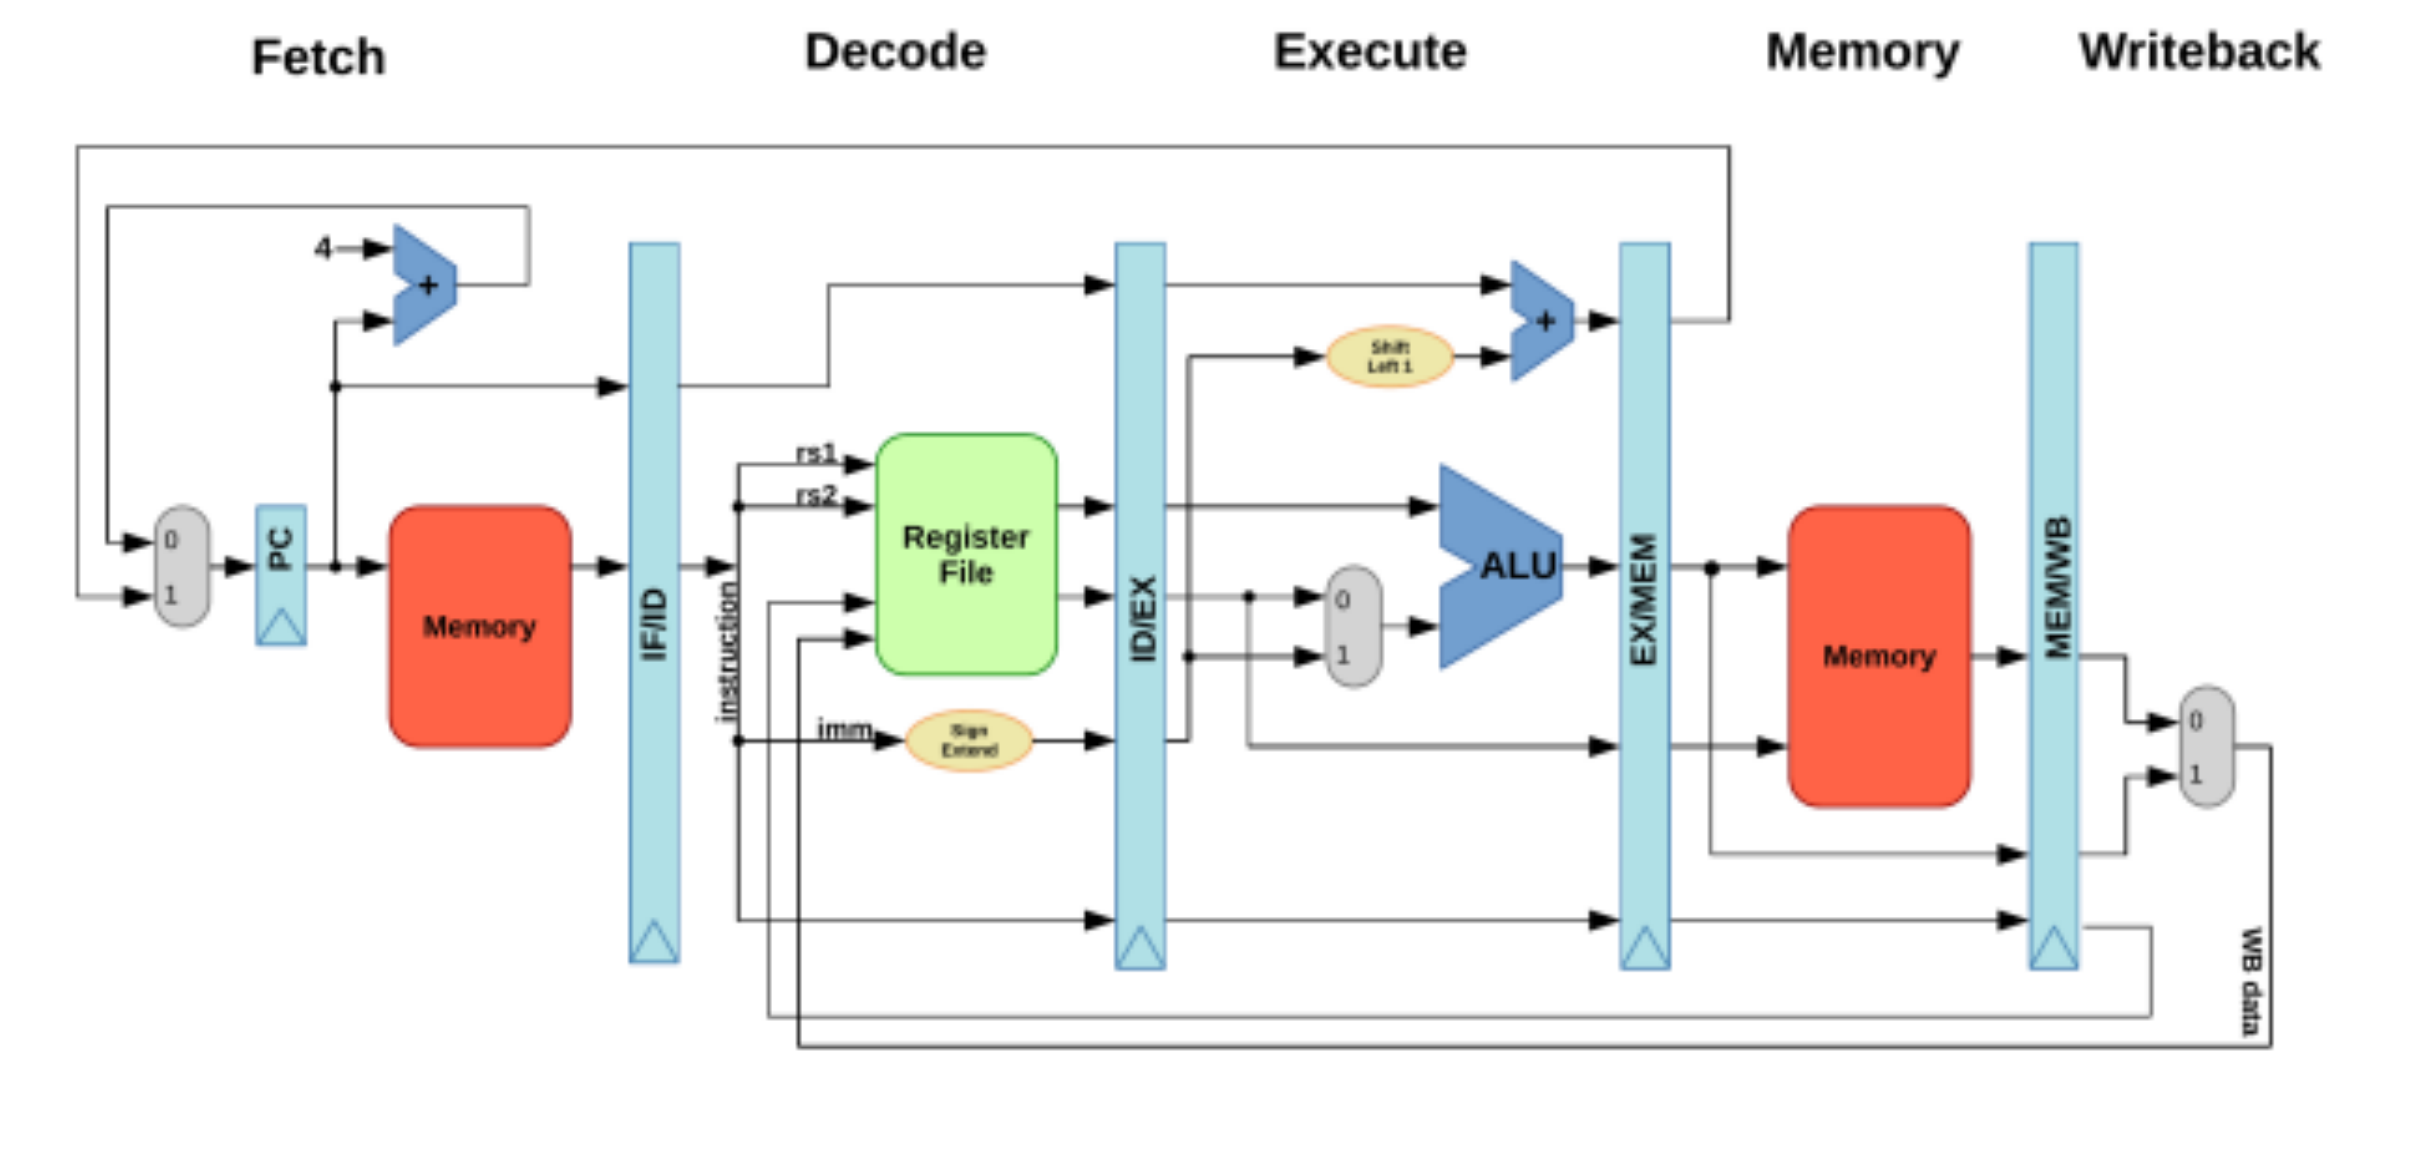 Fetch
Decode
Execute
Memory
Writeback
4
+
+
Shift
Left 1
rs1
rs2
0
1
PC
Memory
IF/ID
instruction
Register
File
imm
Sign
Extend
ID/EX
0
1
ALU
EX/MEM
Memory
MEM/WB
0
1
WB data